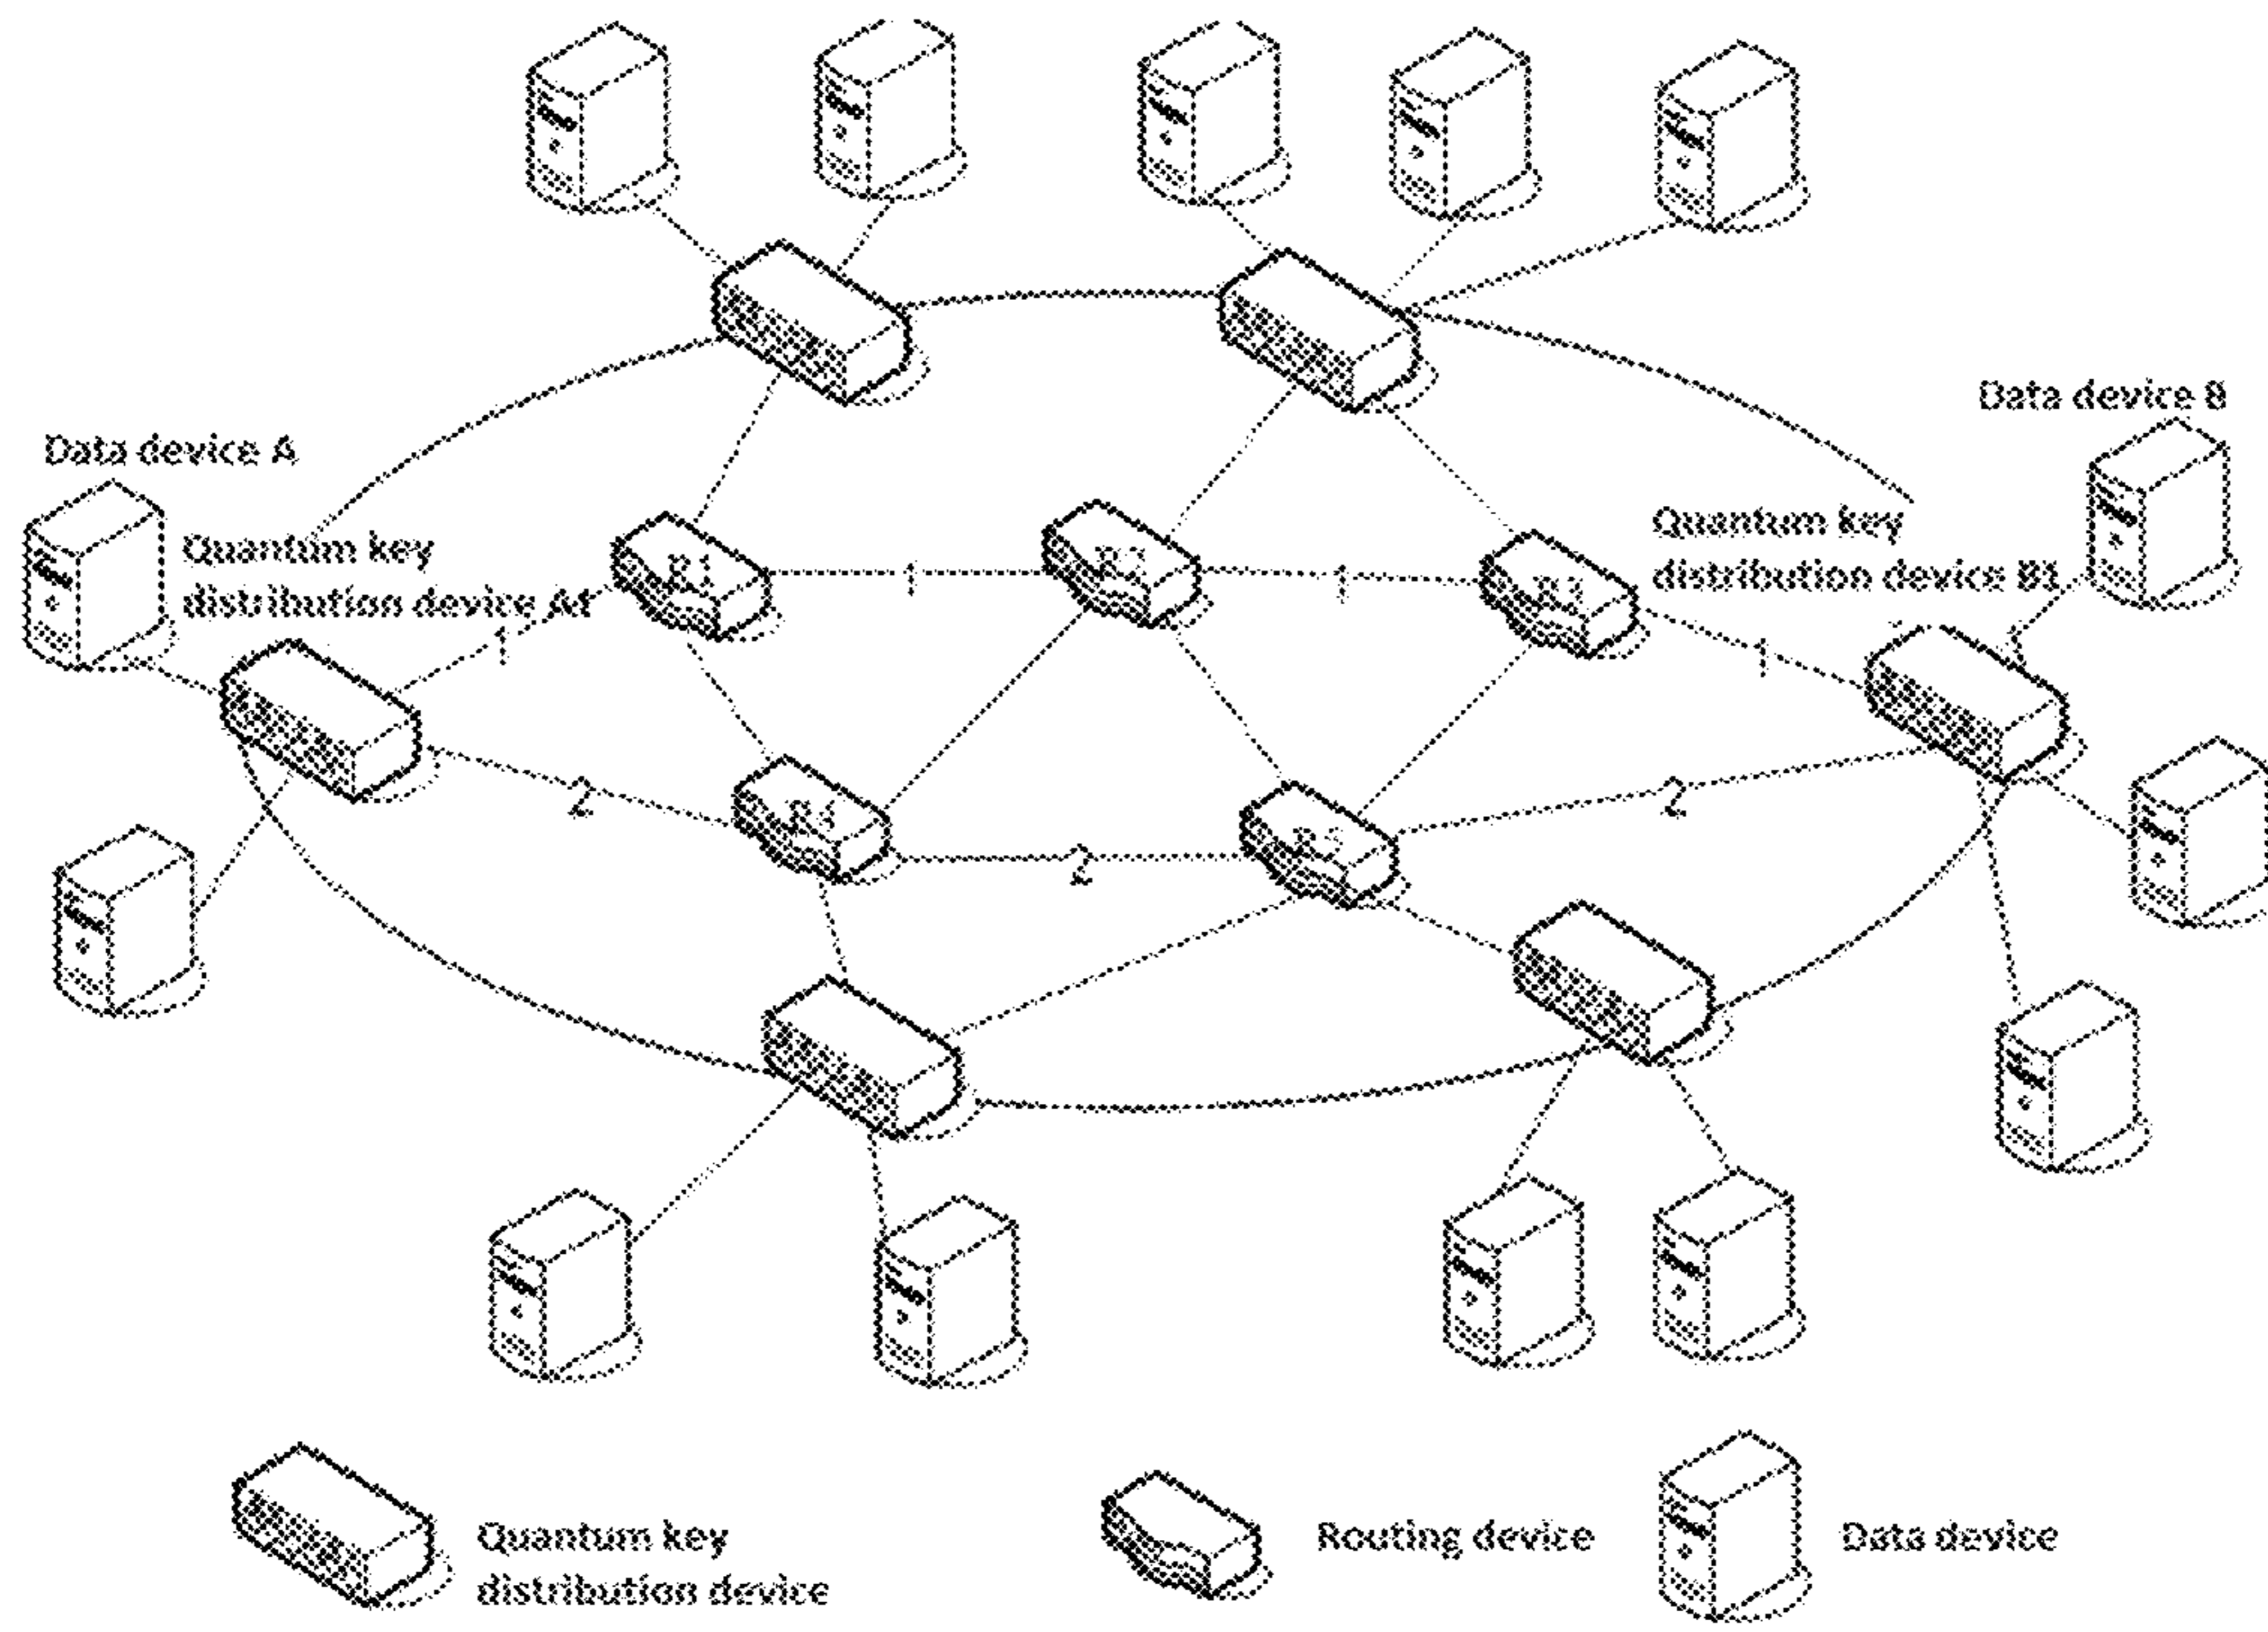 Data device B
Data device A
Quantum key
distribution device A1
Quantum key
distribution device B1
R1
1
1
1
1
2
2
2
Quantum key
distribution device
Routing device
Data device